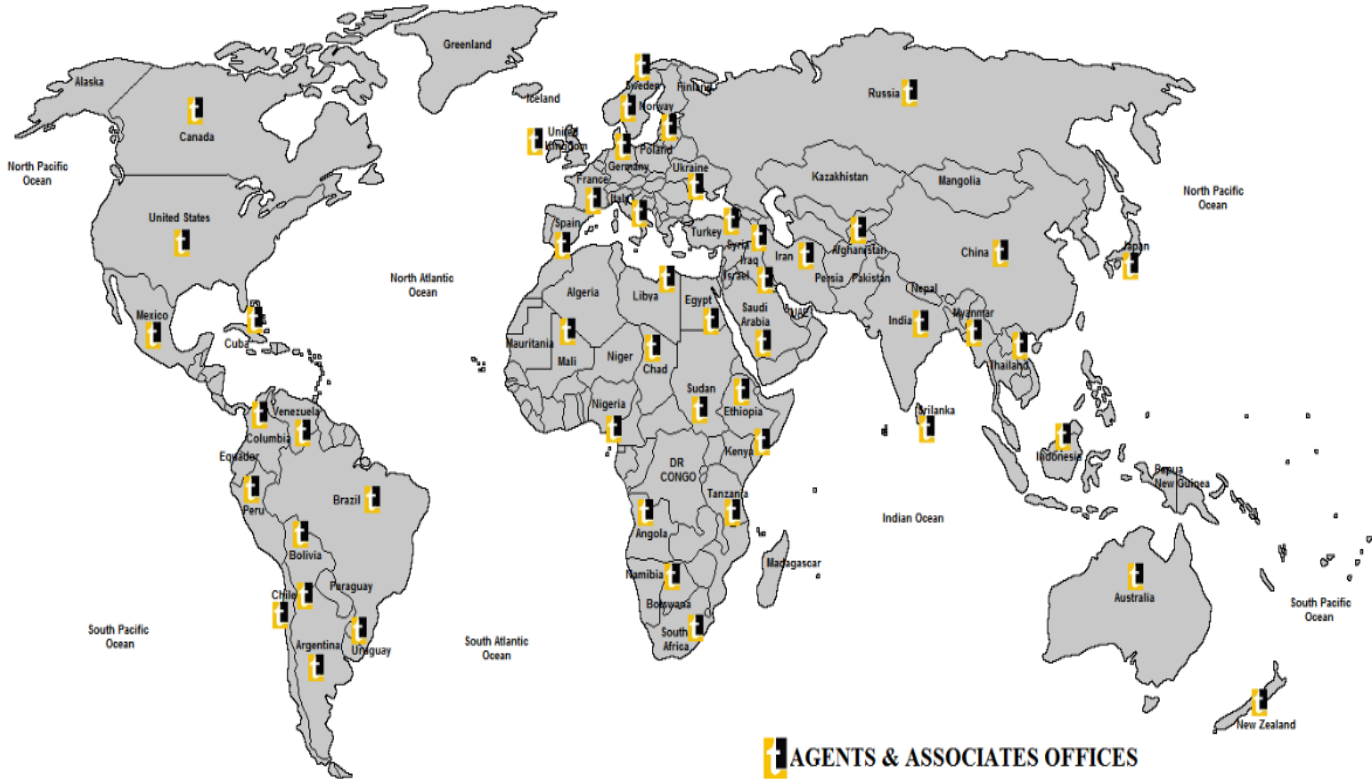 Greenland
Alaska
Canada
Iceland
Sweden
Finland
Norway
Russia
United
Kingdom
Poland
Germany
Ukraine
France
Italy
Kazakhstan
Mangolia
North Pacific
Ocean
North Pacific
Ocean
United States
Spain
Turkey
Syria
Afghanistan
China
Japan
Iraq
Iran
Israel
Persia
Pakistan
North Atlantic
Ocean
Algeria
Libya
Egypt
Saudi
Arabia
UAE
Nepal
India
Myanmar
Mexico
Cuba
Mauritania
Mali
Niger
Chad
Thailand
Sudan
Nigeria
Ethiopia
Srilanka
Venezuela
Columbia
Equador
Kenya
Indonesis
DR
CONGO
Papua
New Guinea
Peru
Brazil
Tanzania
Indian Ocean
Angola
Bolivia
Madagascar
Namibia
Paraguay
Chile
Botswana
Australia
South Pacific
Ocean
South Pacific
Ocean
South Atlantic
Ocean
South
Africa
Argentina
Uruguay
New Zealand
t AGENTS & ASSOCIATES OFFICES